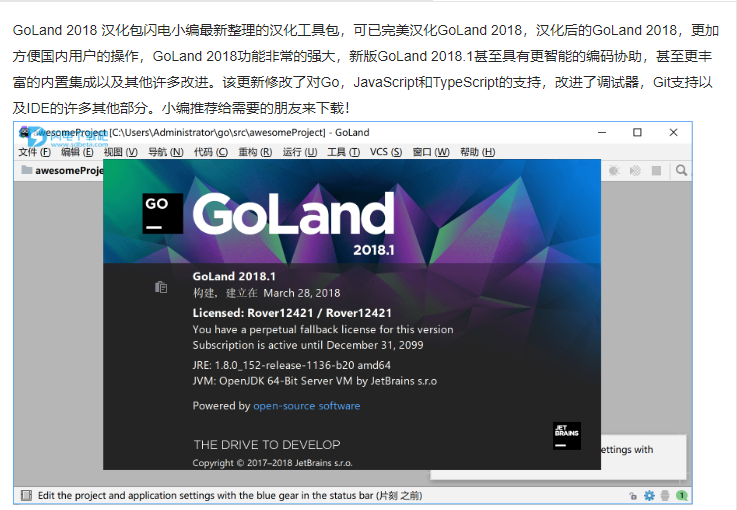 GoLand 2018 汉化包闪电小编最新整理的汉化工具包，可已完美汉化GoLand 2018，汉化后的GoLand 2018，更加
方便国内用户的操作，GoLand 2018功能非常的强大，新版GoLand 2018.1甚至具有更智能的编码协助，甚至更丰
富的内置集成以及其他许多改进。该更新修改了对Go，JavaScript和TypeScript的支持，改进了调试器，Git支持以
及IDE的许多其他部分。小编推荐给需要的朋友来下载！
awesomeProject [C:\Users\Administrator\go\src\awesomeProject] - GoLand
文件 (F) 编辑 (E) 视图 (V) 导航 (N) 代码 (C) 重构 (R) 运行 (U) 工具 (T) VCS (S) 窗口 (W) 帮助 (H)
awesomeProje
GO
GoLand
2018.1
GoLand 2018.1
构建，建立在 March 28, 2018
Licensed: Rover12421 / Rover12421
You have a perpetual fallback license for this version
Subscription is active until December 31, 2099
JRE: 1.8.0_152-release-1136-b20 amd64
JVM: OpenJDK 64-Bit Server VM by JetBrains s.r.o
Powered by open-source software
JET
BRAINS
THE DRIVE TO DEVELOP
ettings with
Copyright © 2017–2018 JetBrains s.r.o.
Edit the project and application settings with the blue gear in the status bar (片刻 之前)
1